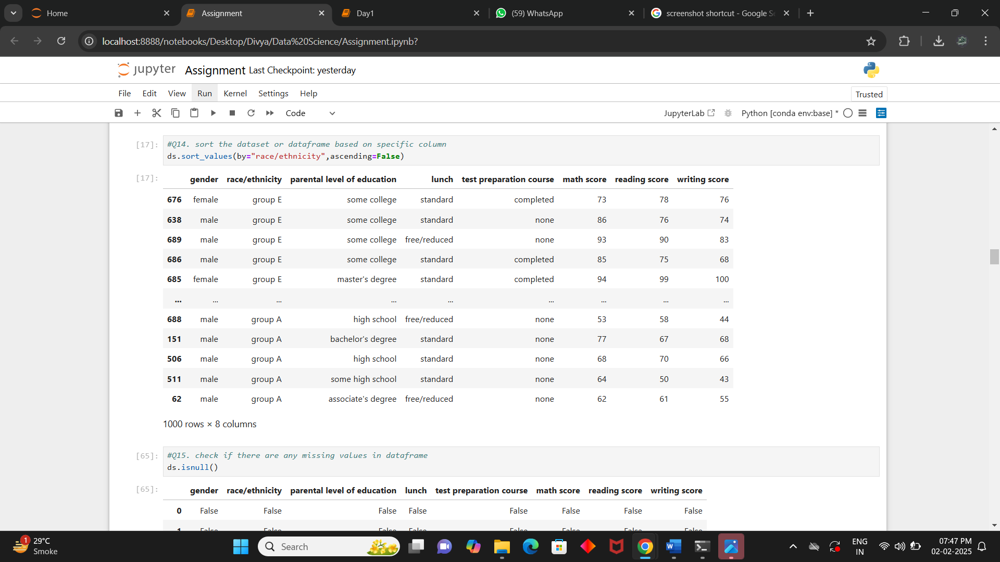 Home
Assignment
Day1
(59) WhatsApp
screenshot shortcut - Google Se
localhost:8888/notebooks/Desktop/Divya/Data%20Science/Assignment.ipynb?
jupyter Assignment Last Checkpoint: yesterday
File Edit View Run Kernel Settings Help
Trusted
Code
JupyterLab
Python [conda env:base] *
[17]: #Q14. sort the dataset or dataframe based on specific column
ds.sort_values(by="race/ethnicity",ascending=False)
[17]: gender race/ethnicity parental level of education lunch test preparation course math score reading score writing score
676 female group E some college standard completed 73 78 76
638 male group E some college standard none 86 76 74
689 male group E some college free/reduced none 93 90 83
686 male group E some college standard completed 85 75 68
685 female group E master's degree standard completed 94 99 100
... ... ... ... ... ... ... ... ...
688 male group A high school free/reduced none 53 58 44
151 male group A bachelor's degree standard none 77 67 68
506 male group A high school standard none 68 70 66
511 male group A some high school standard none 64 50 43
62 male group A associate's degree free/reduced none 62 61 55
1000 rows × 8 columns
[65]: #Q15. check if there are any missing values in dataframe
ds.isnull()
[65]: gender race/ethnicity parental level of education lunch test preparation course math score reading score writing score
0 False False False False False False False False
1 False False False False False False False False
1
29°C
Smoke
Search
W
ENG
IN
07:47 PM
02-02-2025